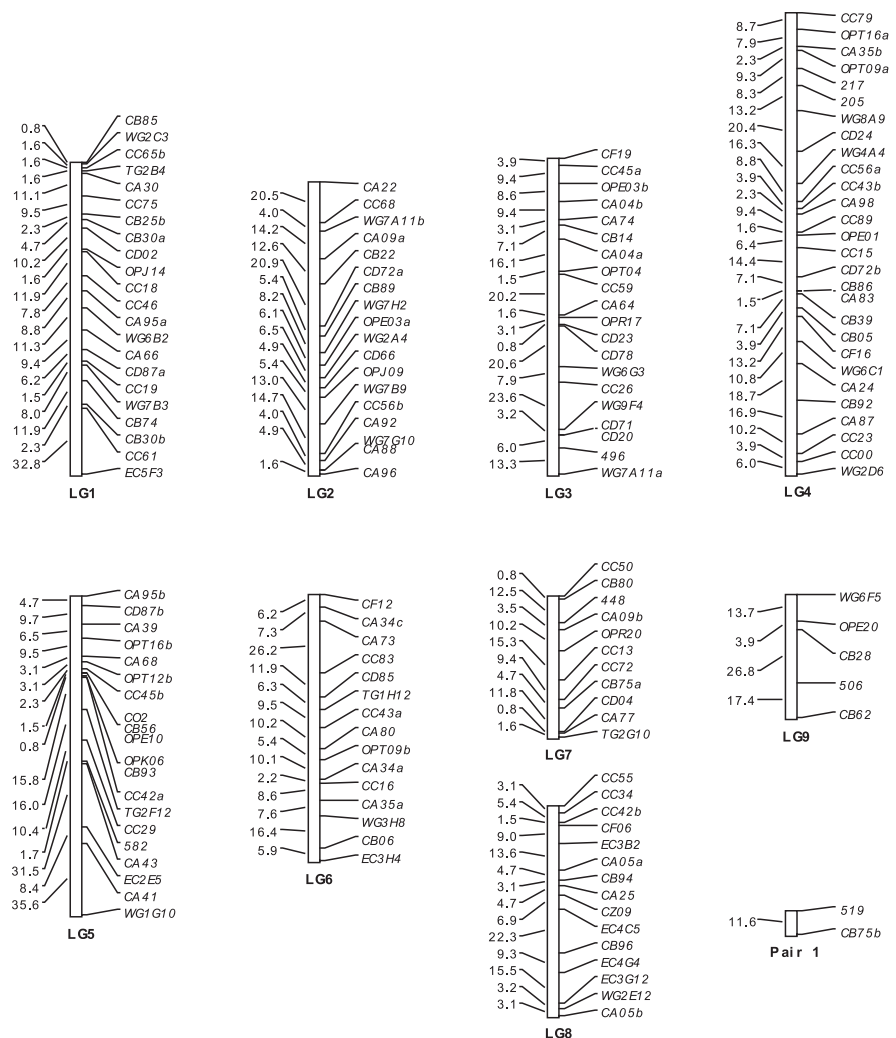 0.8
1.6
1.6
1.6
11.1
9.5
2.3
4.7
10.2
1.6
11.9
7.8
8.8
11.3
9.4
6.2
1.5
8.0
11.9
2.3
32.8
CB85
WG2C3
CC65b
TG2B4
CA30
CC75
CB25b
CB30a
CD02
OPJ14
CC18
CC46
CA95a
WG6B2
CA66
CD87a
CC19
WG7B3
CB74
CB30b
CC61
EC5F3
LG1
20.5
4.0
14.2
12.6
20.9
5.4
8.2
6.1
6.5
4.9
5.4
13.0
14.7
4.0
4.9
1.6
CA22
CC68
WG7A11b
CA09a
CB22
CD72a
CB89
WG7H2
OPE03a
WG2A4
CD66
OPJ09
WG7B9
CC56b
CA92
WG7G10
CA88
CA96
LG2
3.9
9.4
8.6
9.4
3.1
7.1
16.1
1.5
20.2
1.6
3.1
0.8
20.6
7.9
23.6
3.2
6.0
13.3
CF19
CC45a
OPE03b
CA04b
CA74
CB14
CA04a
OPT04
CC59
CA64
OPR17
CD23
CD78
WG6G3
CC26
WG9F4
CD71
CD20
496
WG7A11a
LG3
8.7
7.9
2.3
9.3
8.3
13.2
20.4
16.3
8.8
3.9
2.3
9.4
1.6
6.4
14.4
7.1
1.5
7.1
3.9
13.2
10.8
18.7
16.9
10.2
3.9
6.0
CC79
OPT16a
CA35b
OPT09a
217
205
WG8A9
CD24
WG4A4
CC56a
CC43b
CA98
CC89
OPE01
CC15
CD72b
CB86
CA83
CB39
CB05
CF16
WG6C1
CA24
CB92
CA87
CC23
CC00
WG2D6
LG4
4.7
9.7
6.5
9.5
3.1
3.1
2.3
1.5
0.8
15.8
16.0
10.4
1.7
31.5
8.4
35.6
CA95b
CD87b
CA39
OPT16b
CA68
OPT12b
CC45b
CO2
CB56
OPE10
OPK06
CB93
CC42a
TG2F12
CC29
582
CA43
EC2E5
CA41
WG1G10
LG5
6.2
7.3
26.2
11.9
6.3
9.5
10.2
5.4
10.1
2.2
8.6
7.6
16.4
5.9
CF12
CA34c
CA73
CC83
CD85
TG1H12
CC43a
CA80
OPT09b
CA34a
CC16
CA35a
WG3H8
CB06
EC3H4
LG6
0.8
12.5
3.5
10.2
15.3
9.4
4.7
11.8
0.8
1.6
CC50
CB80
448
CA09b
OPR20
CC13
CC72
CB75a
CD04
CA77
TG2G10
LG7
13.7
3.9
26.8
17.4
WG6F5
OPE20
CB28
506
CB62
LG9
3.1
5.4
1.5
9.0
13.6
4.7
3.1
4.7
6.9
22.3
9.3
15.5
3.2
3.1
CC55
CC34
CC42b
CF06
EC3B2
CA05a
CB94
CA25
CZ09
EC4C5
CB96
EC4G4
EC3G12
WG2E12
CA05b
LG8
11.6
519
CB75b
Pair 1